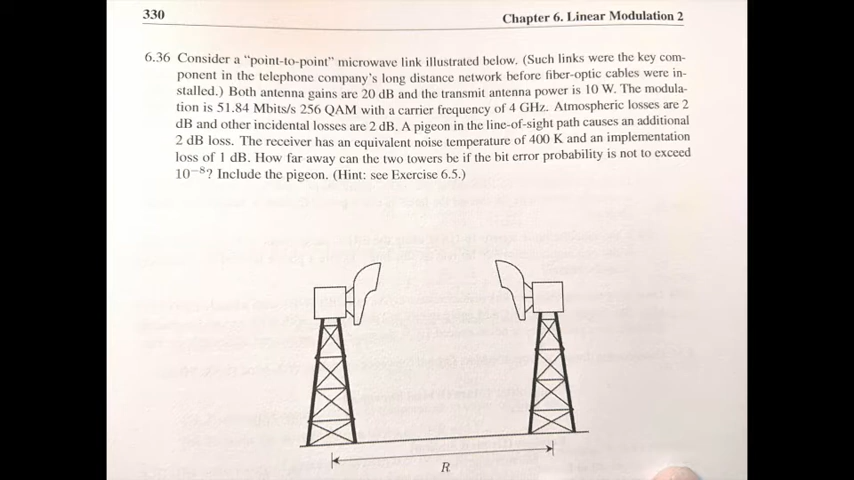 330
Chapter 6. Linear Modulation 2
6.36 Consider a “point-to-point” microwave link illustrated below. (Such links were the key com-
ponent in the telephone company's long distance network before fiber-optic cables were in-
stalled.) Both antenna gains are 20 dB and the transmit antenna power is 10 W. The modula-
tion is 51.84 Mbits/s 256 QAM with a carrier frequency of 4 GHz. Atmospheric losses are 2
dB and other incidental losses are 2 dB. A pigeon in the line-of-sight path causes an additional
2 dB loss. The receiver has an equivalent noise temperature of 400 K and an implementation
loss of 1 dB. How far away can the two towers be if the bit error probability is not to exceed
10⁻⁸? Include the pigeon. (Hint: see Exercise 6.5.)
R